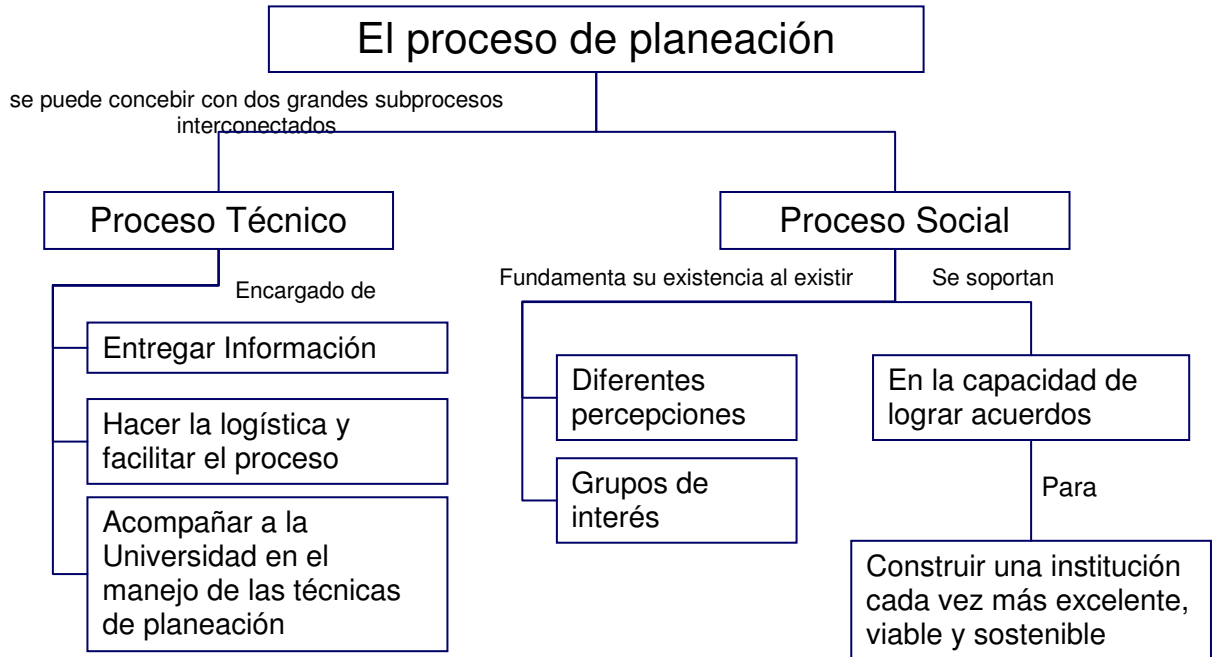 El proceso de planeación
se puede concebir con dos grandes subprocesos
interconectados
Proceso Técnico
Encargado de
Entregar Información
Hacer la logística y
facilitar el proceso
Acompañar a la
Universidad en el
manejo de las técnicas
de planeación
Proceso Social
Fundamenta su existencia al existir
Diferentes
percepciones
Grupos de
interés
Se soportan
En la capacidad de
lograr acuerdos
Para
Construir una institución
cada vez más excelente,
viable y sostenible